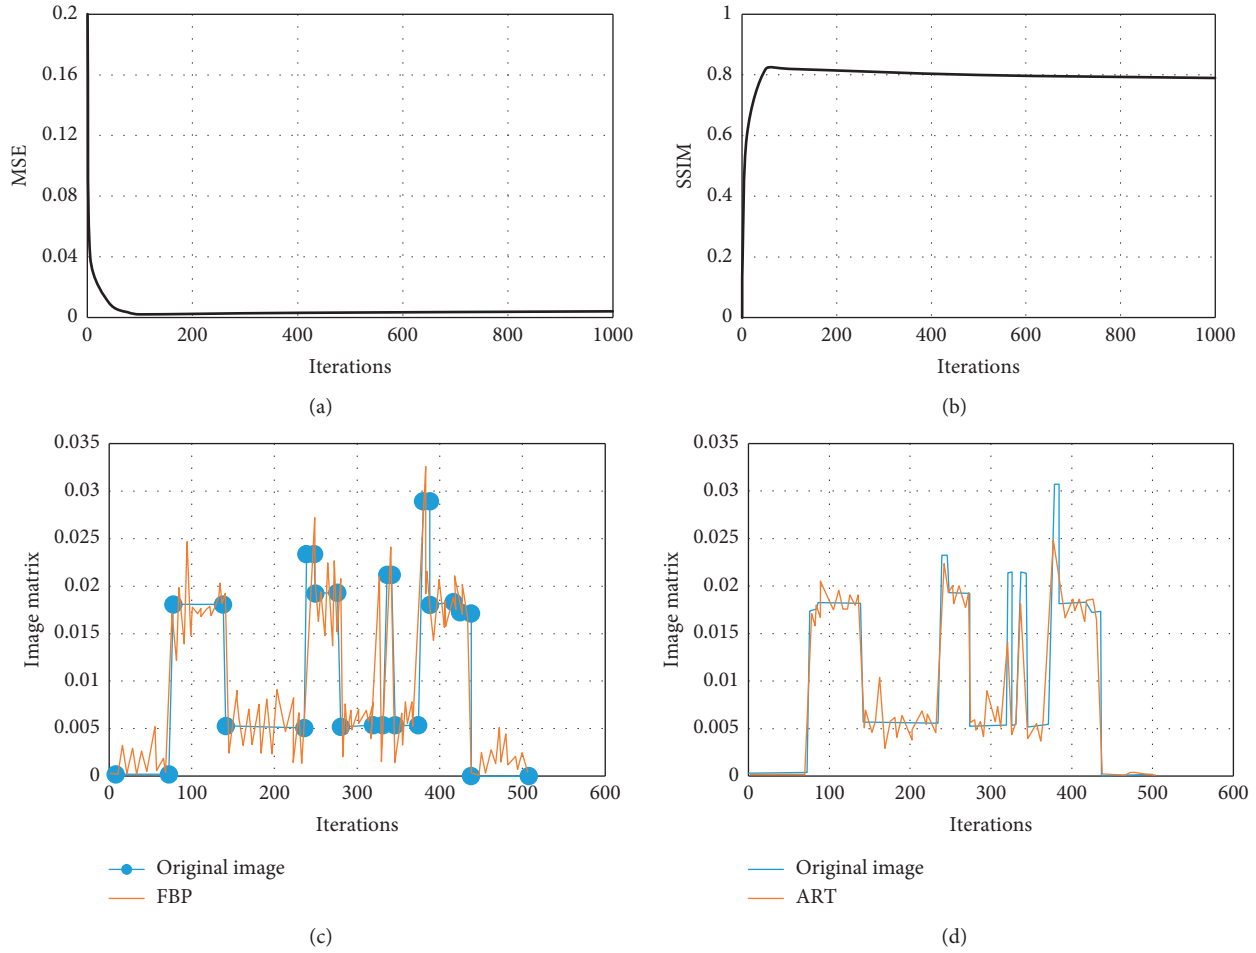 0.2
0.16
0.12
0.08
0.04
0
MSE
0 200 400 600 800 1000
Iterations
(a)
1
0.8
0.6
0.4
0.2
0
SSIM
0 200 400 600 800 1000
Iterations
(b)
0.035
0.03
0.025
0.02
0.015
0.01
0.005
0
Image matrix
0 100 200 300 400 500 600
Iterations
Original image
FBP
(c)
0.035
0.03
0.025
0.02
0.015
0.01
0.005
0
Image matrix
0 100 200 300 400 500 600
Iterations
Original image
ART
(d)